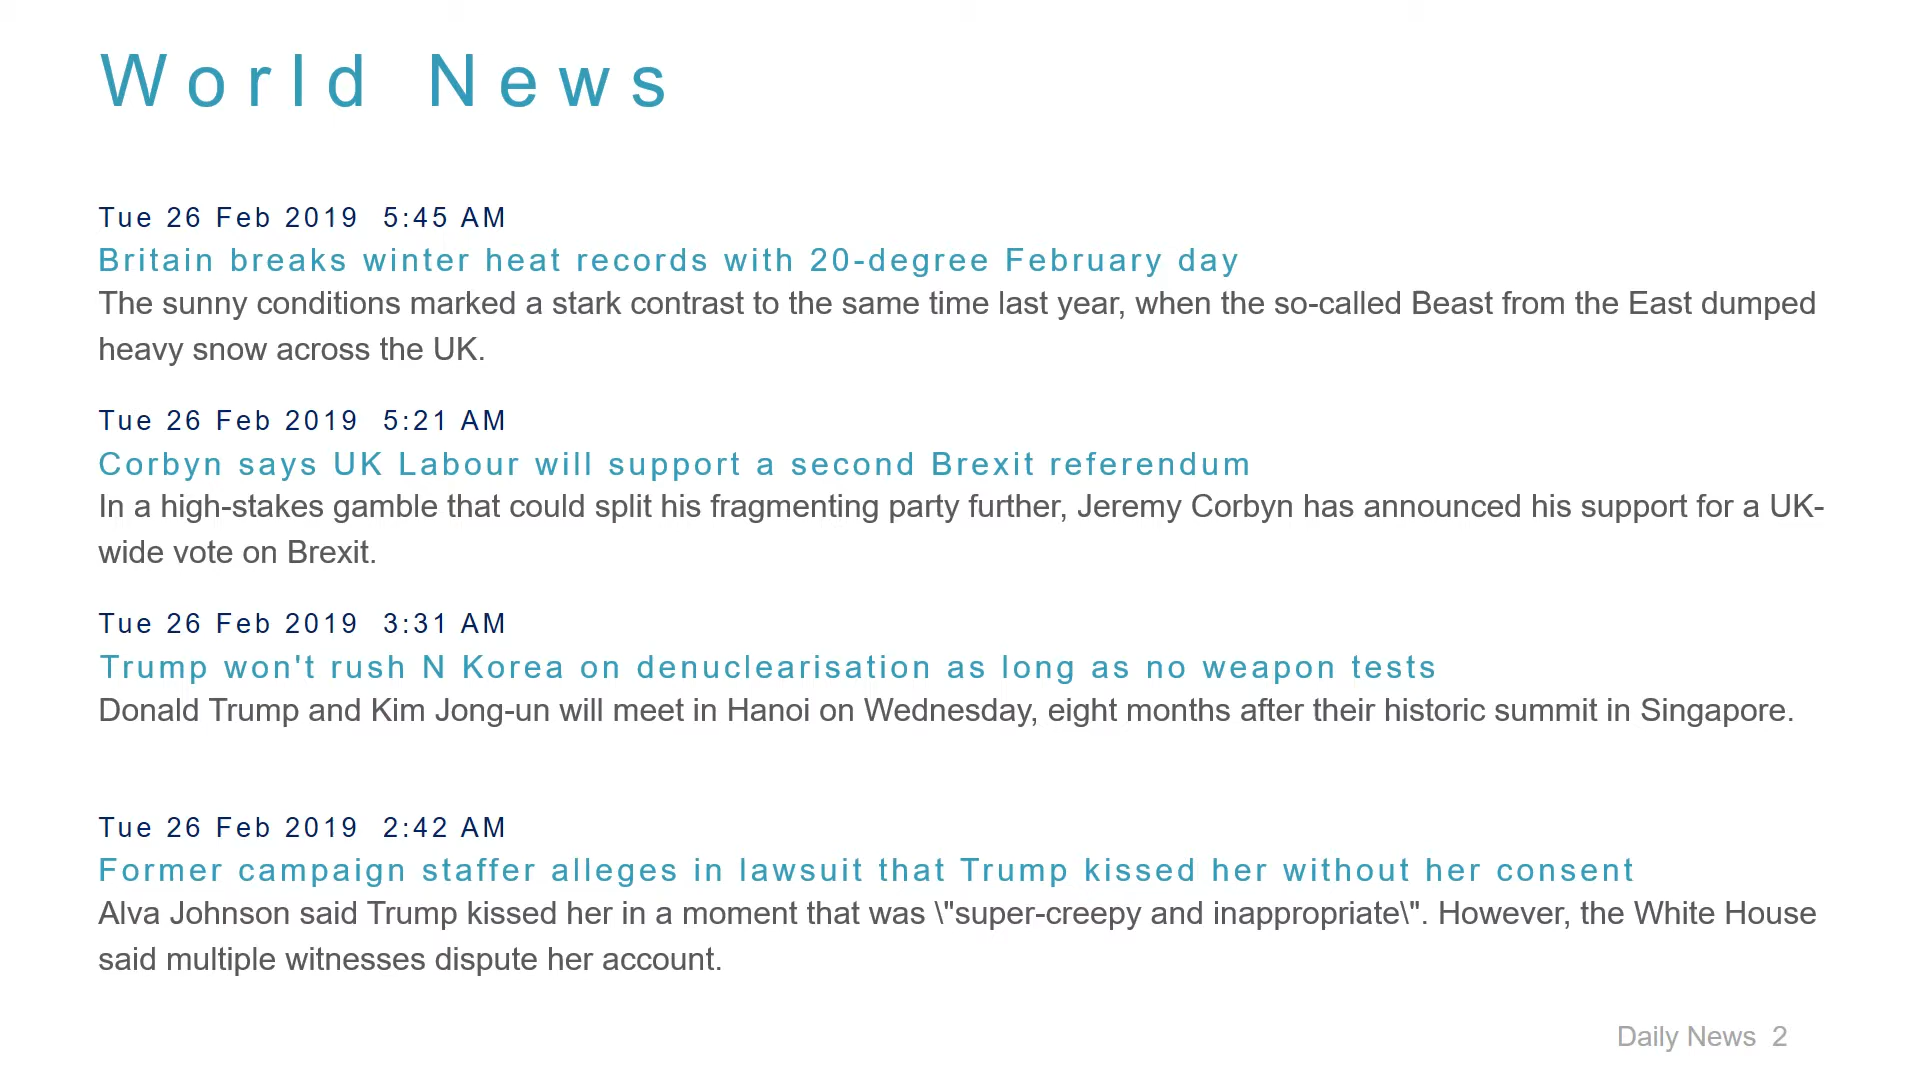 World News
Tue 26 Feb 2019  5:45 AM
Britain breaks winter heat records with 20-degree February day
The sunny conditions marked a stark contrast to the same time last year, when the so-called Beast from the East dumped
heavy snow across the UK.
Tue 26 Feb 2019  5:21 AM
Corbyn says UK Labour will support a second Brexit referendum
In a high-stakes gamble that could split his fragmenting party further, Jeremy Corbyn has announced his support for a UK-
wide vote on Brexit.
Tue 26 Feb 2019  3:31 AM
Trump won't rush N Korea on denuclearisation as long as no weapon tests
Donald Trump and Kim Jong-un will meet in Hanoi on Wednesday, eight months after their historic summit in Singapore.
Tue 26 Feb 2019  2:42 AM
Former campaign staffer alleges in lawsuit that Trump kissed her without her consent
Alva Johnson said Trump kissed her in a moment that was \"super-creepy and inappropriate\". However, the White House
said multiple witnesses dispute her account.
Daily News  2